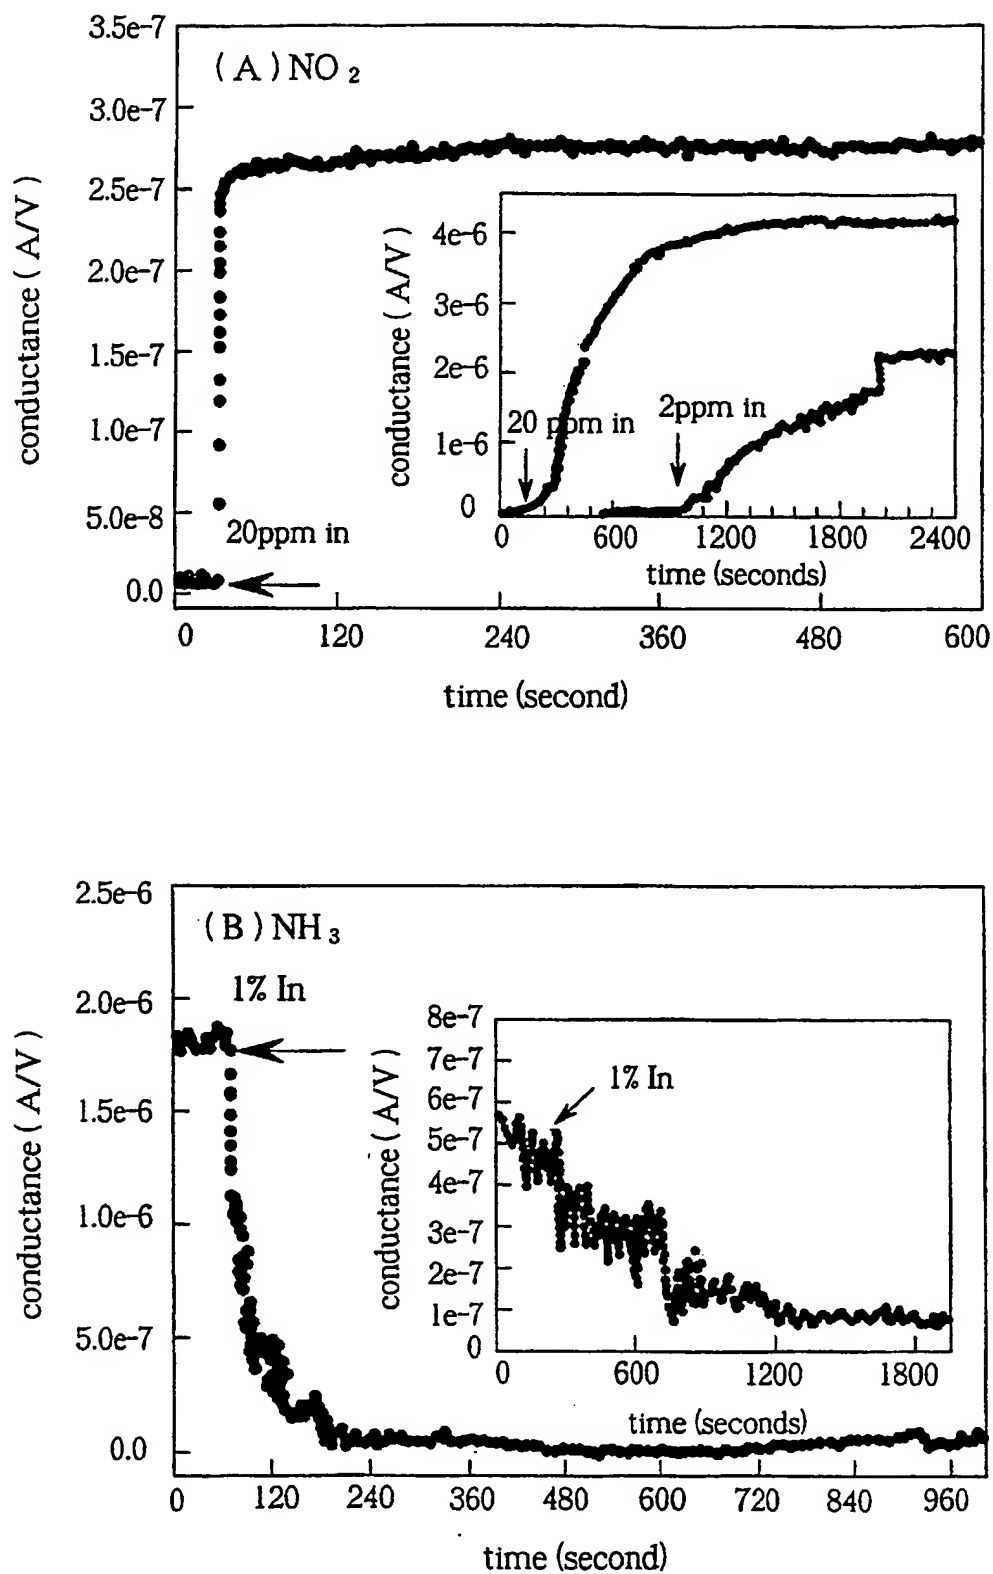 3.5e-7
(A) NO₂
3.0e-7
2.5e-7
2.0e-7
1.5e-7
1.0e-7
5.0e-8
0.0
conductance (A/V)
20ppm in
0 120 240 360 480 600
time (second)
4e-6
3e-6
2e-6
1e-6
0
conductance (A/V)
20 ppm in
2ppm in
0 600 1200 1800 2400
time (seconds)
2.5e-6
(B) NH₃
1% In
2.0e-6
1.5e-6
1.0e-6
5.0e-7
0.0
conductance (A/V)
0 120 240 360 480 600 720 840 960
time (second)
8e-7
7e-7
6e-7
5e-7
4e-7
3e-7
2e-7
1e-7
0
conductance (A/V)
1% In
0 600 1200 1800
time (seconds)